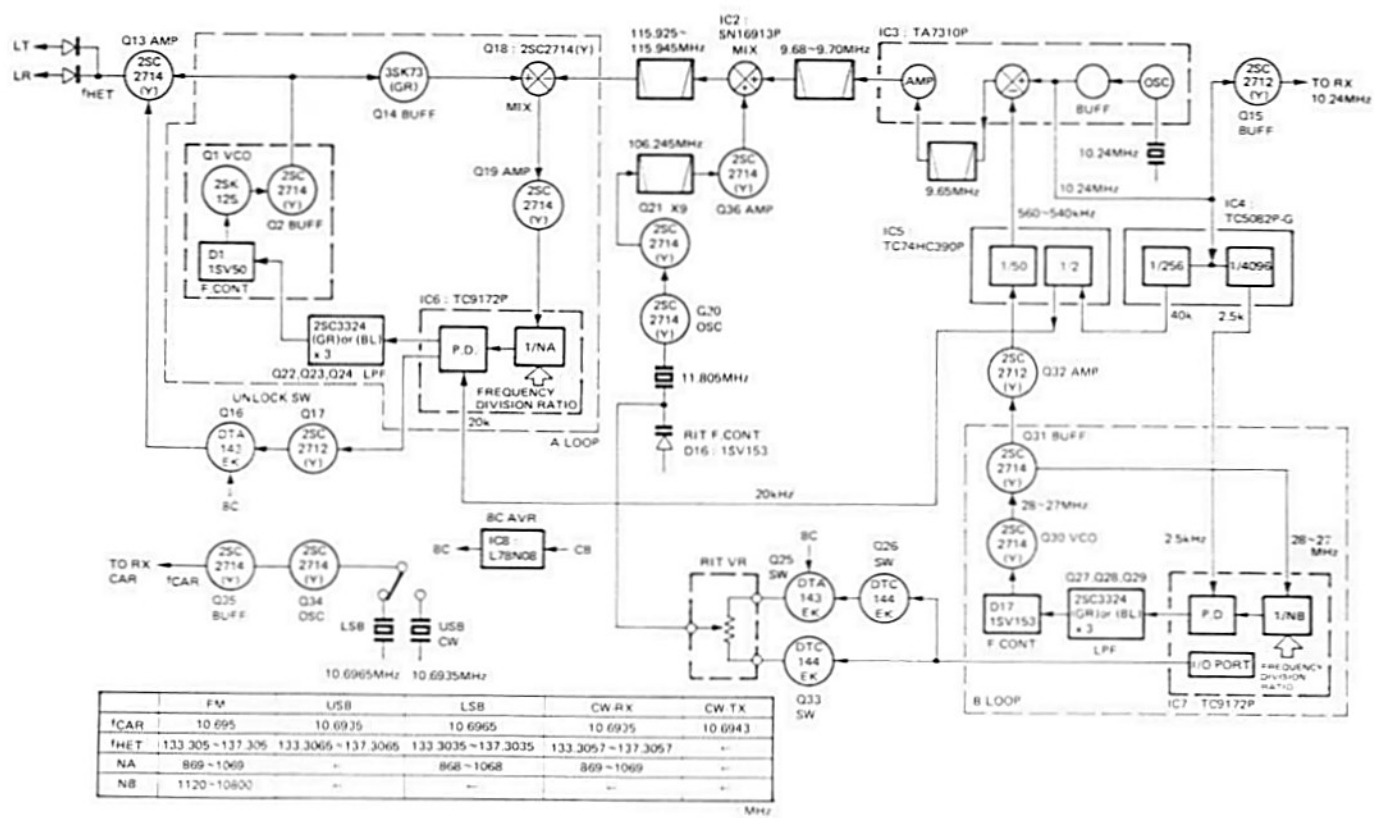 LT
LR
fHET
Q13 AMP
2SC
2714
(Y)
3SK73
(GR)
Q14 BUFF
Q18 : 2SC2714(Y)
MIX
115.925~
115.945MHz
IC2 :
SN16913P
MIX
9.68~9.70MHz
IC3 : TA7310P
AMP
BUFF
OSC
2SC
2712
(Y)
Q15
BUFF
TO RX
10.24MHz
10.24MHz
10.24MHz
9.65MHz
Q1 VCO
2SK
125
2SC
2714
(Y)
Q2 BUFF
D1
1SV50
F.CONT
Q19 AMP
2SC
2714
(Y)
106.245MHz
2SC
2714
(Y)
Q36 AMP
Q21 X9
2SC
2714
(Y)
2SC
2714
(Y)
Q20
OSC
11.805MHz
RIT F.CONT
D16 : 1SV153
560~540kHz
IC5 :
TC74HC390P
1/50
1/2
IC4 :
TC5082P-G
1/256
1/4096
40k
2.5k
IC6 : TC9172P
P.D.
1/NA
FREQUENCY
DIVISION RATIO
20k
A LOOP
2SC3324
(GR)or (BL)
x 3
Q22,Q23,Q24 LPF
UNLOCK SW
Q16
DTA
143
EK
8C
Q17
2SC
2712
(Y)
20kHz
2SC
2712
(Y)
Q32 AMP
Q31 BUFF
2SC
2714
(Y)
28~27MHz
2SC
2714
(Y)
Q30 VCO
2.5kHz
28~27
MHz
D17
1SV153
F.CONT
Q27,Q28,Q29
2SC3324
(GR)or (BL)
x 3
LPF
P.D
1/NB
I/O PORT
FREQUENCY
DIVISION
RATIO
B LOOP
IC7 : TC9172P
8C AVR
8C
IC8 :
L78N08
C8
RIT VR
8C
Q25
SW
DTA
143
EK
Q26
SW
DTC
144
EK
DTC
144
EK
Q33
SW
TO RX
CAR
fCAR
2SC
2714
(Y)
Q35
BUFF
2SC
2714
(Y)
Q34
OSC
LSB
USB
CW
10.6965MHz
10.6935MHz
FM USB LSB CW-RX CW-TX
fCAR 10.695 10.6935 10.6965 10.6935 10.6943
fHET 133.305~137.305 133.3065~137.3065 133.3035~137.3035 133.3057~137.3057 ←
NA 869~1069 ← 868~1068 869~1069 ←
NB 1120~10800 ← ← ← ←
: MHz